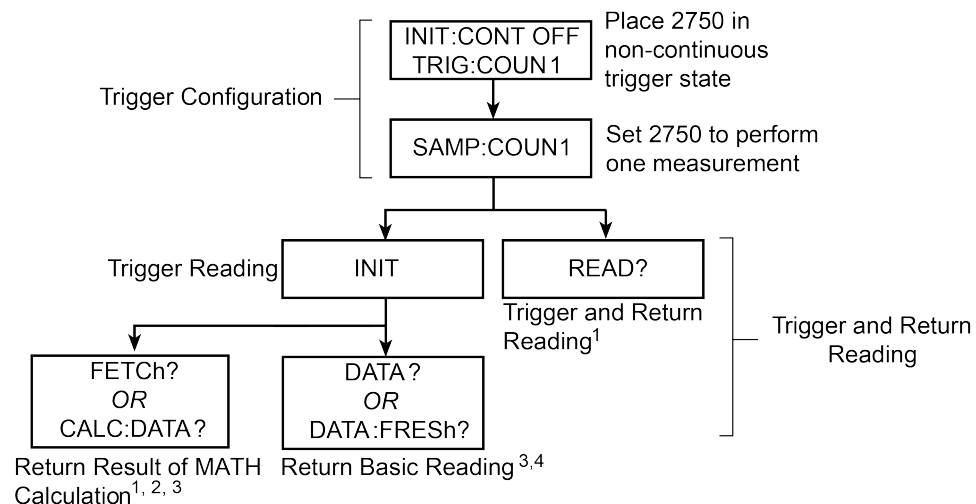 INIT:CONT OFF
TRIG:COUN1
Place 2750 in
non-continuous
trigger state
Trigger Configuration
SAMP:COUN1
Set 2750 to perform
one measurement
Trigger Reading
INIT
READ?
Trigger and Return
Reading1
Trigger and Return
Reading
FETCh?
OR
CALC:DATA?
DATA?
OR
DATA:FRESh?
Return Result of MATH
Calculation1, 2, 3
Return Basic Reading 3,4